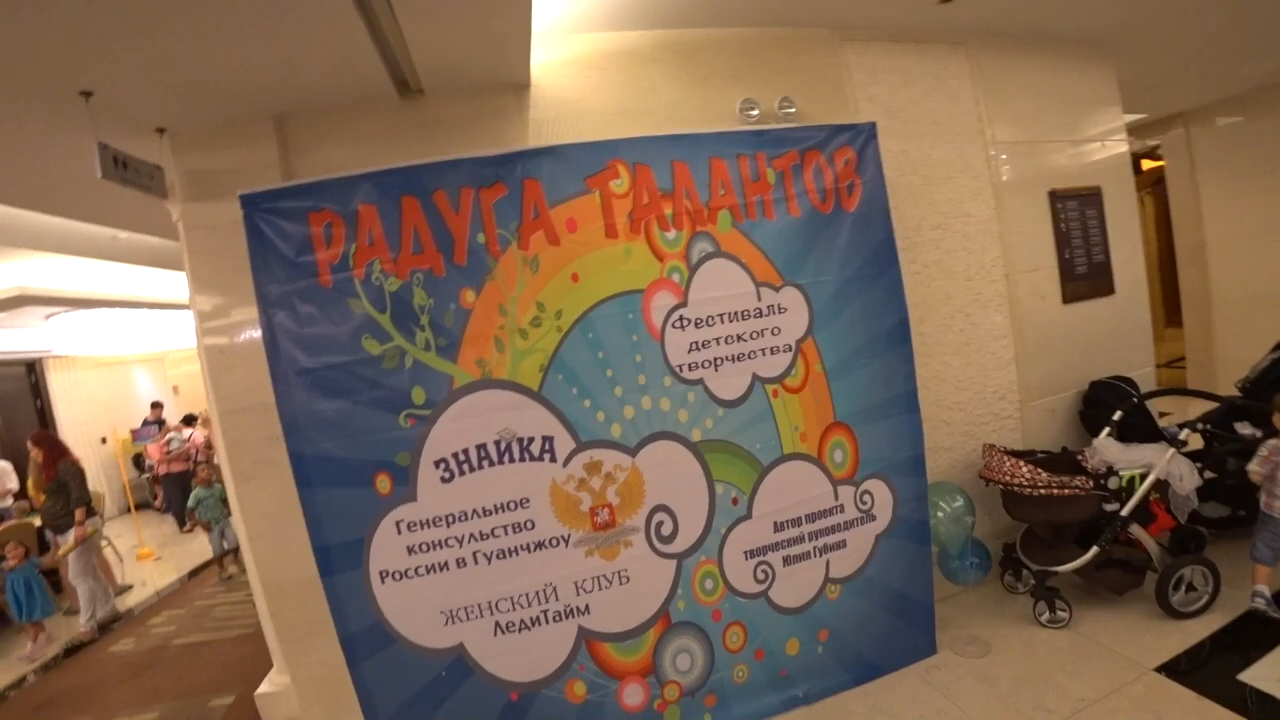 РАДУГА ТАЛАНТОВ
Фестиваль
детского
творчества
ЗНАЙКА
Генеральное
консульство
России в Гуанчжоу
ЖЕНСКИЙ КЛУБ
ЛедиТайм
Автор проекта
творческий руководитель
Юлия Губина